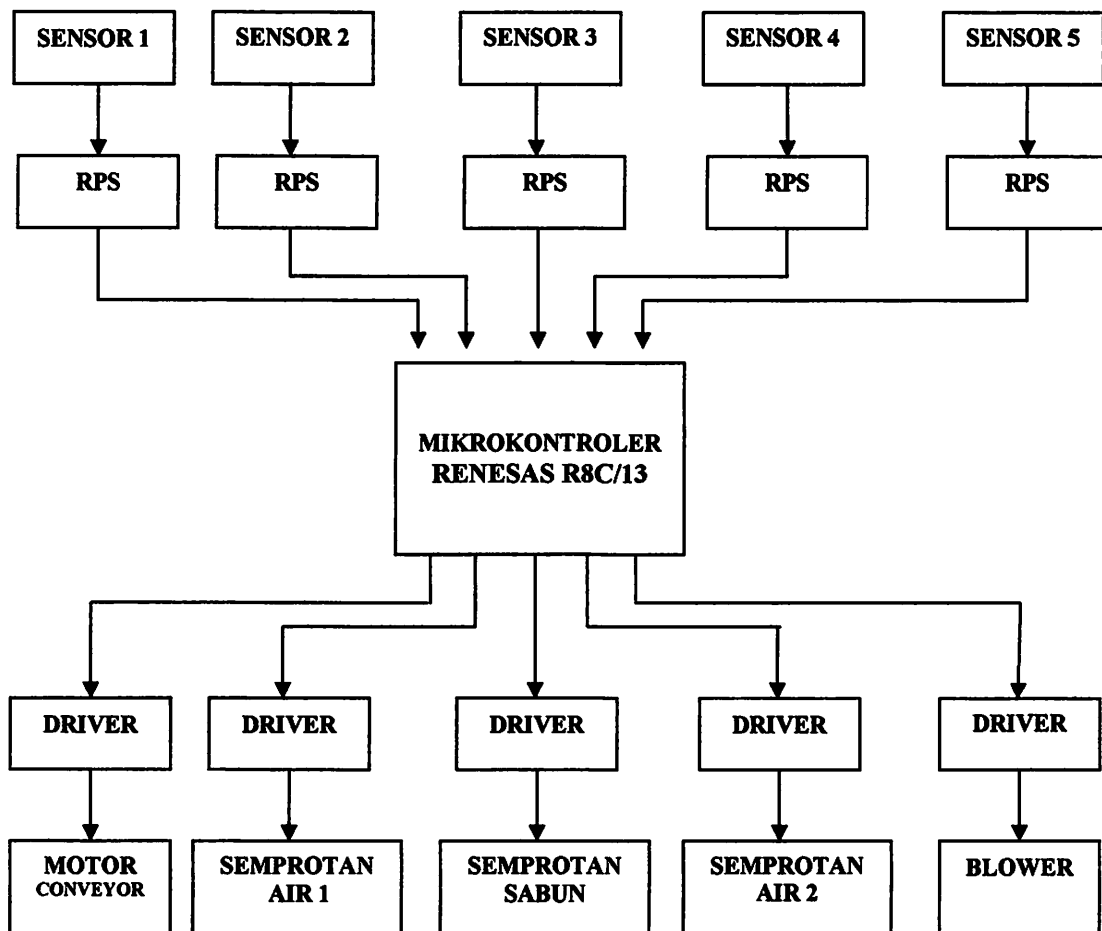 SENSOR 1
SENSOR 2
SENSOR 3
SENSOR 4
SENSOR 5
RPS
RPS
RPS
RPS
RPS
MIKROKONTROLER
RENESAS R8C/13
DRIVER
DRIVER
DRIVER
DRIVER
DRIVER
MOTOR
CONVEYOR
SEMPROTAN
AIR 1
SEMPROTAN
SABUN
SEMPROTAN
AIR 2
BLOWER